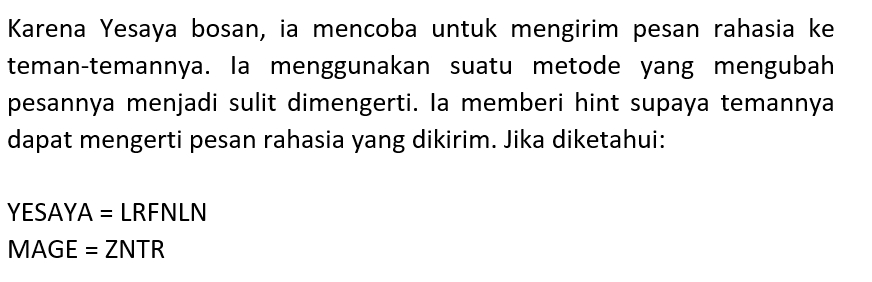 Karena Yesaya bosan, ia mencoba untuk mengirim pesan rahasia ke
teman-temannya. Ia menggunakan suatu metode yang mengubah
pesannya menjadi sulit dimengerti. Ia memberi hint supaya temannya
dapat mengerti pesan rahasia yang dikirim. Jika diketahui:
YESAYA = LRFNLN
MAGE = ZNTR